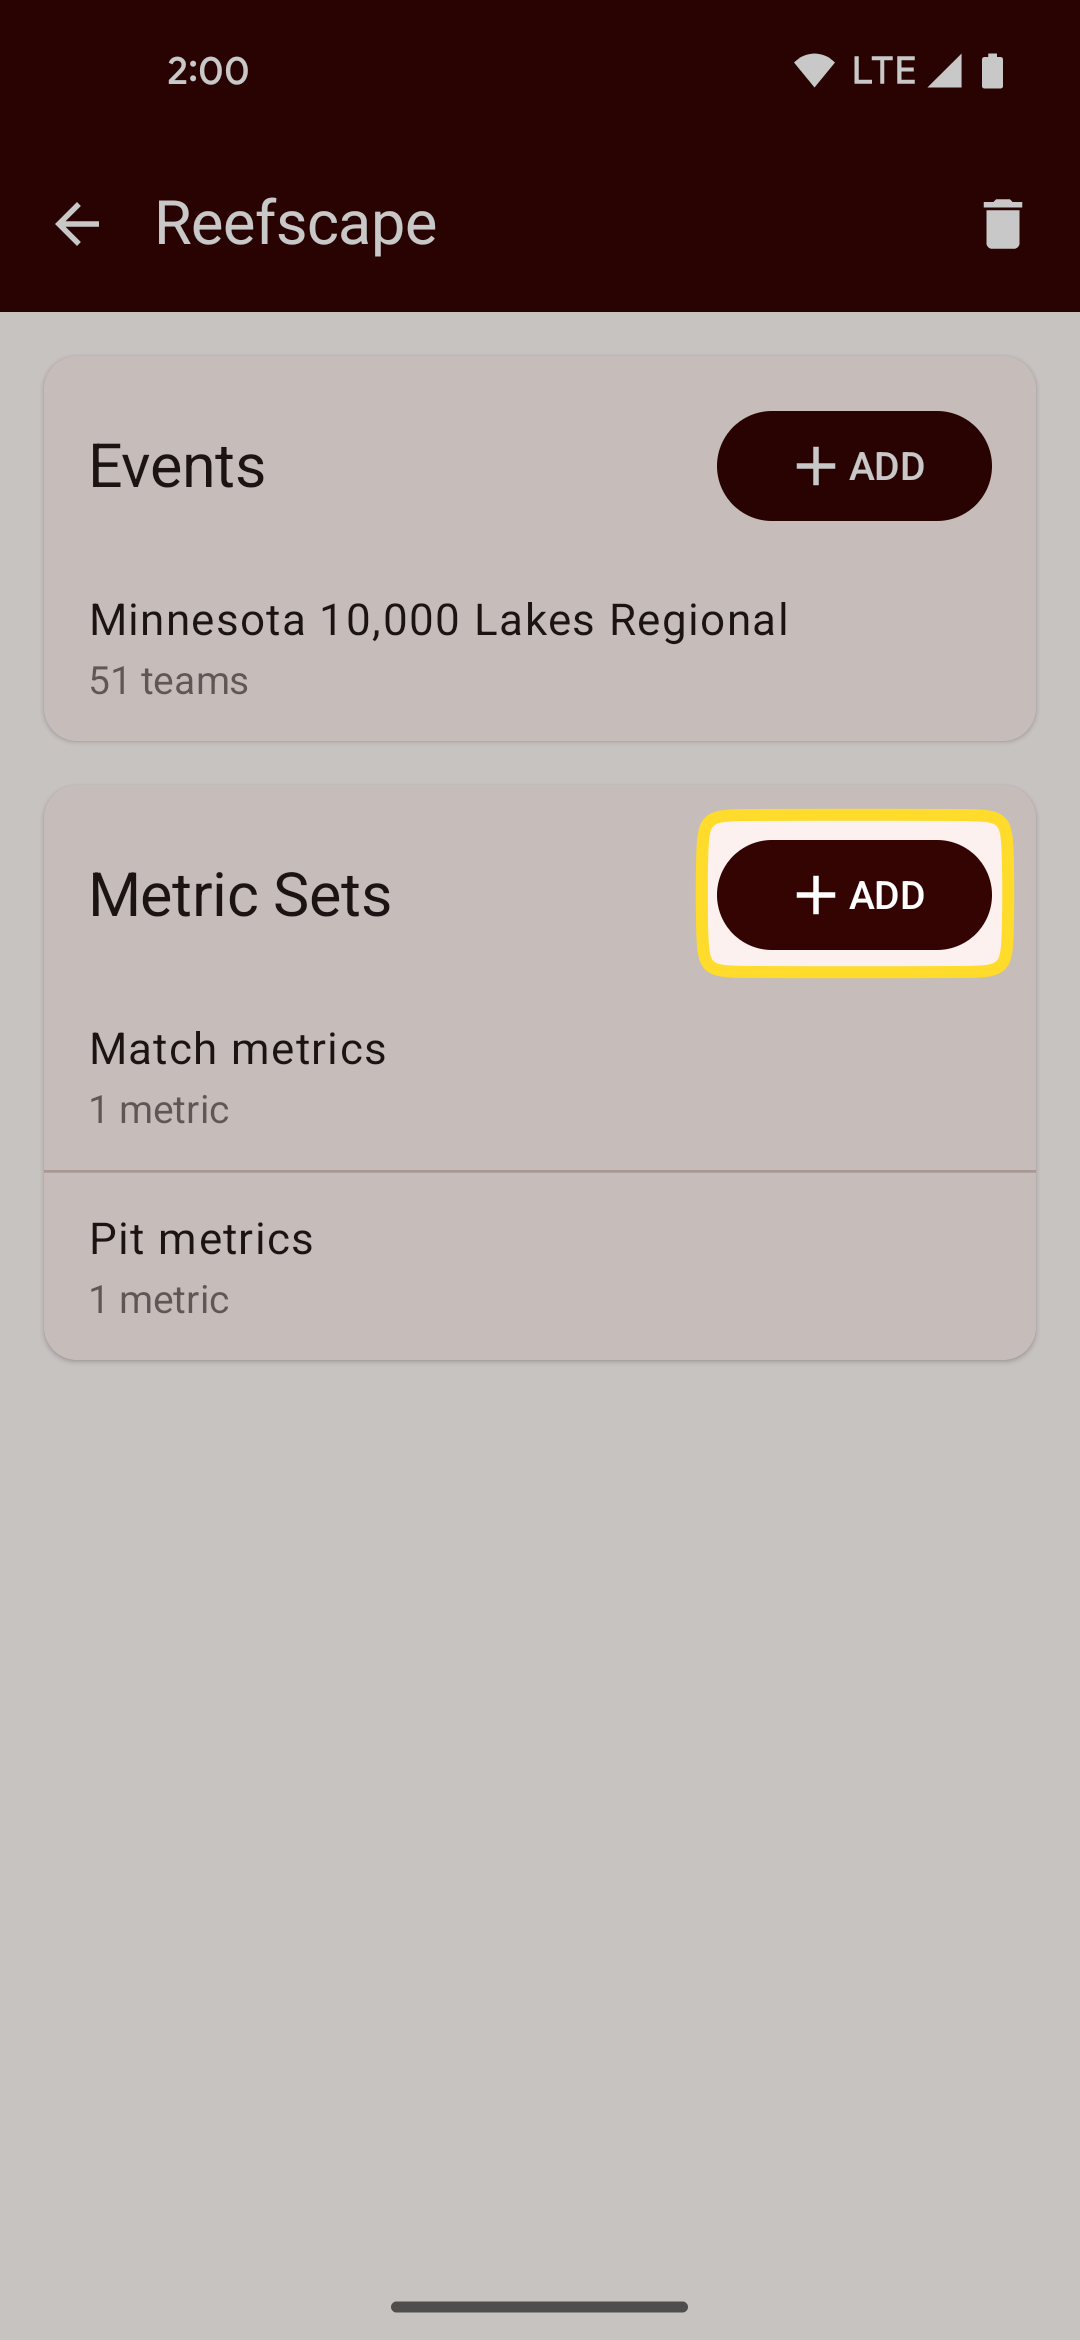 2:00 LTE
Reefscape
Events
ADD
Minnesota 10,000 Lakes Regional
51 teams
Metric Sets
ADD
Match metrics
1 metric
Pit metrics
1 metric